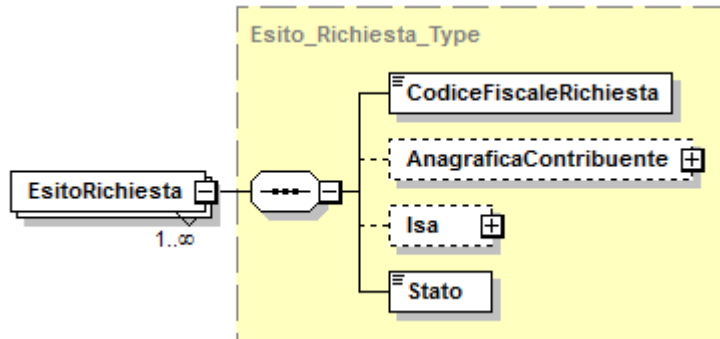 Esito_Richiesta_Type
CodiceFiscaleRichiesta
AnagraficaContribuente
EsitoRichiesta
1..∞
Isa
Stato